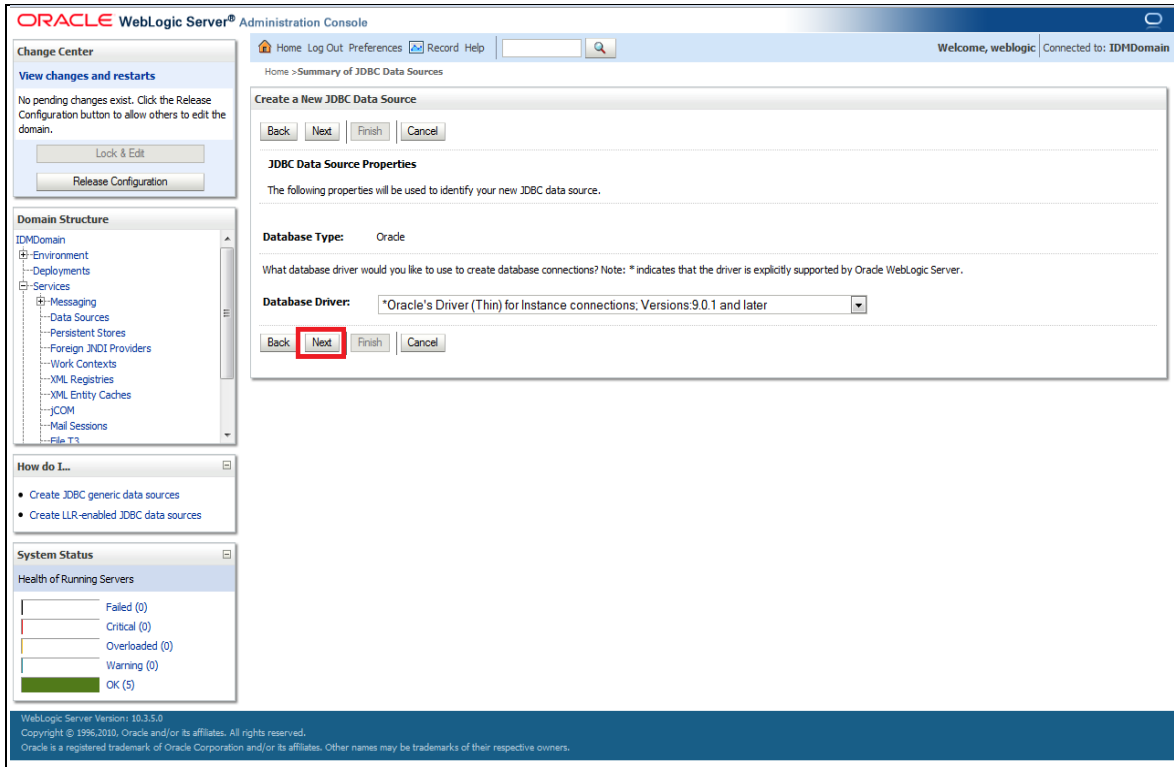 ORACLE WebLogic Server® Administration Console
Change Center
View changes and restarts
No pending changes exist. Click the Release
Configuration button to allow others to edit the
domain.
Lock & Edit
Release Configuration
Domain Structure
IDMDomain
Environment
Deployments
Services
Messaging
Data Sources
Persistent Stores
Foreign JNDI Providers
Work Contexts
XML Registries
XML Entity Caches
jCOM
Mail Sessions
File T3
How do I...
Create JDBC generic data sources
Create LLR-enabled JDBC data sources
System Status
Health of Running Servers
Failed (0)
Critical (0)
Overloaded (0)
Warning (0)
OK (5)
Home Log Out Preferences Record Help
Welcome, weblogic Connected to: IDMDomain
Home >Summary of JDBC Data Sources
Create a New JDBC Data Source
Back Next Finish Cancel
JDBC Data Source Properties
The following properties will be used to identify your new JDBC data source.
Database Type: Oracle
What database driver would you like to use to create database connections? Note: * indicates that the driver is explicitly supported by Oracle WebLogic Server.
Database Driver: *Oracle's Driver (Thin) for Instance connections; Versions:9.0.1 and later
Back Next Finish Cancel
WebLogic Server Version: 10.3.5.0
Copyright © 1996,2010, Oracle and/or its affiliates. All rights reserved.
Oracle is a registered trademark of Oracle Corporation and/or its affiliates. Other names may be trademarks of their respective owners.